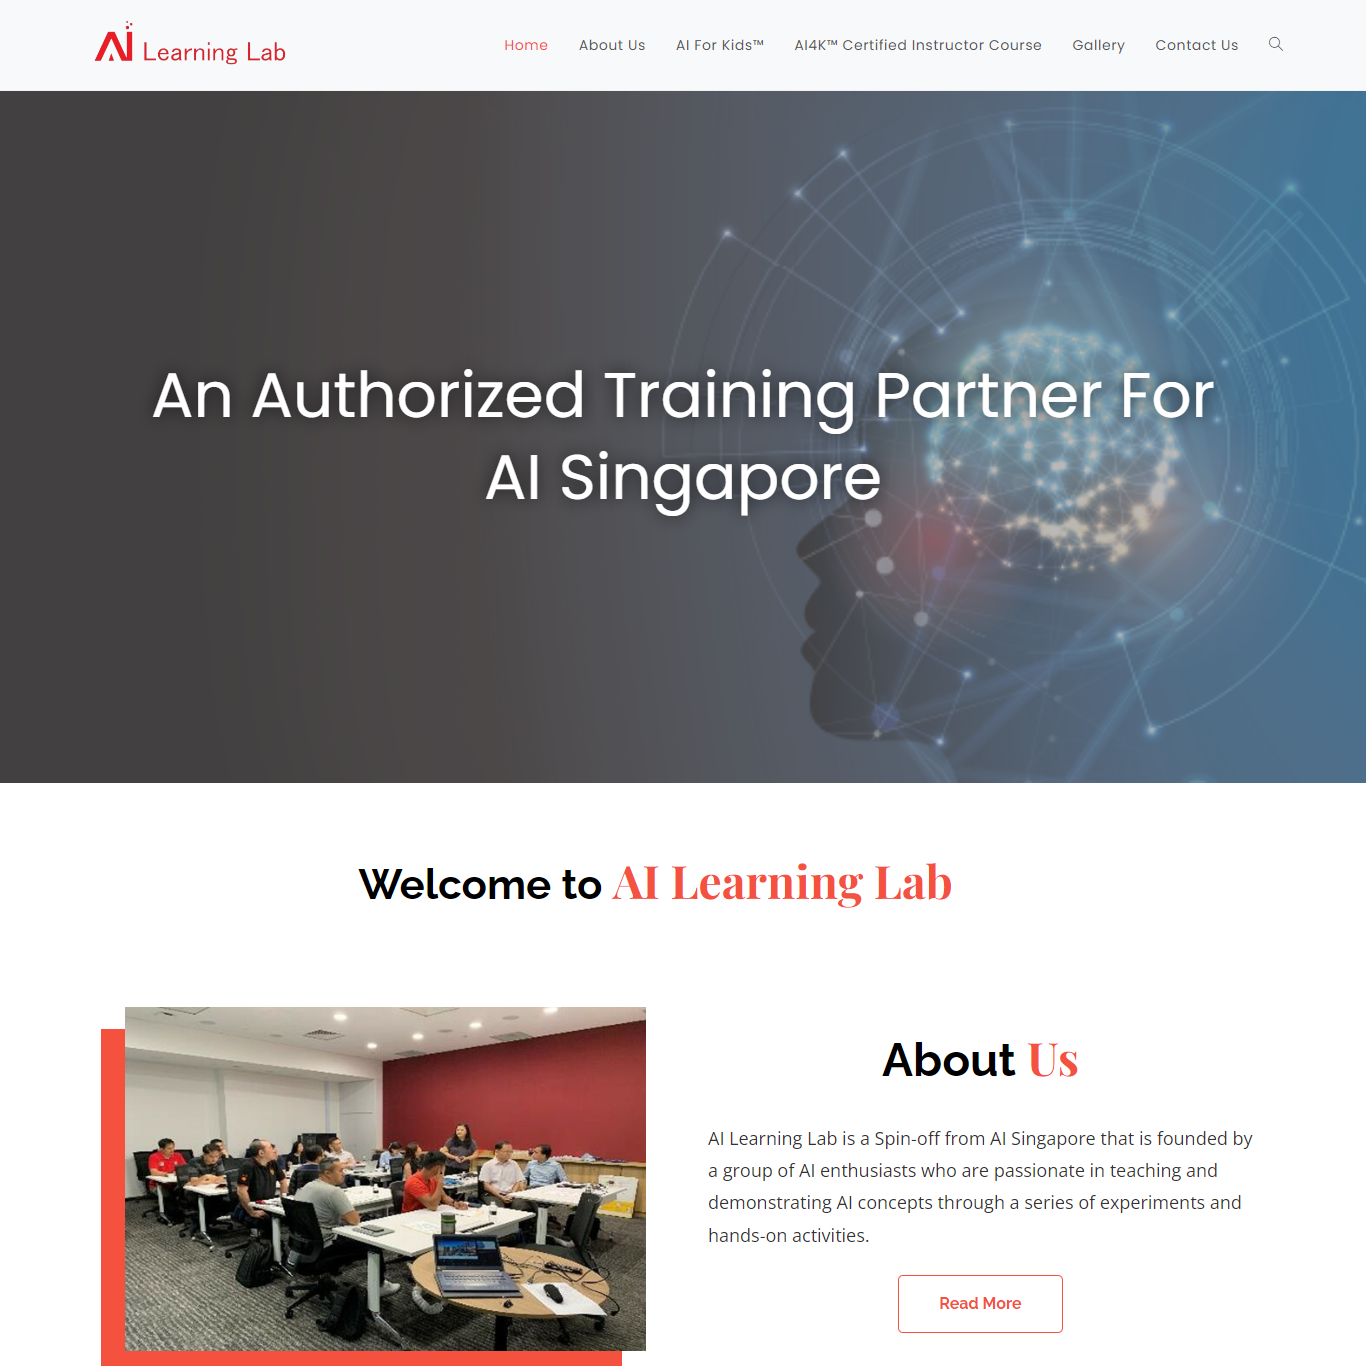 AI Learning Lab
Home About Us AI For Kids™ AI4K™ Certified Instructor Course Gallery Contact Us
An Authorized Training Partner For
AI Singapore
Welcome to AI Learning Lab
About Us
AI Learning Lab is a Spin-off from AI Singapore that is founded by
a group of AI enthusiasts who are passionate in teaching and
demonstrating AI concepts through a series of experiments and
hands-on activities.
Read More